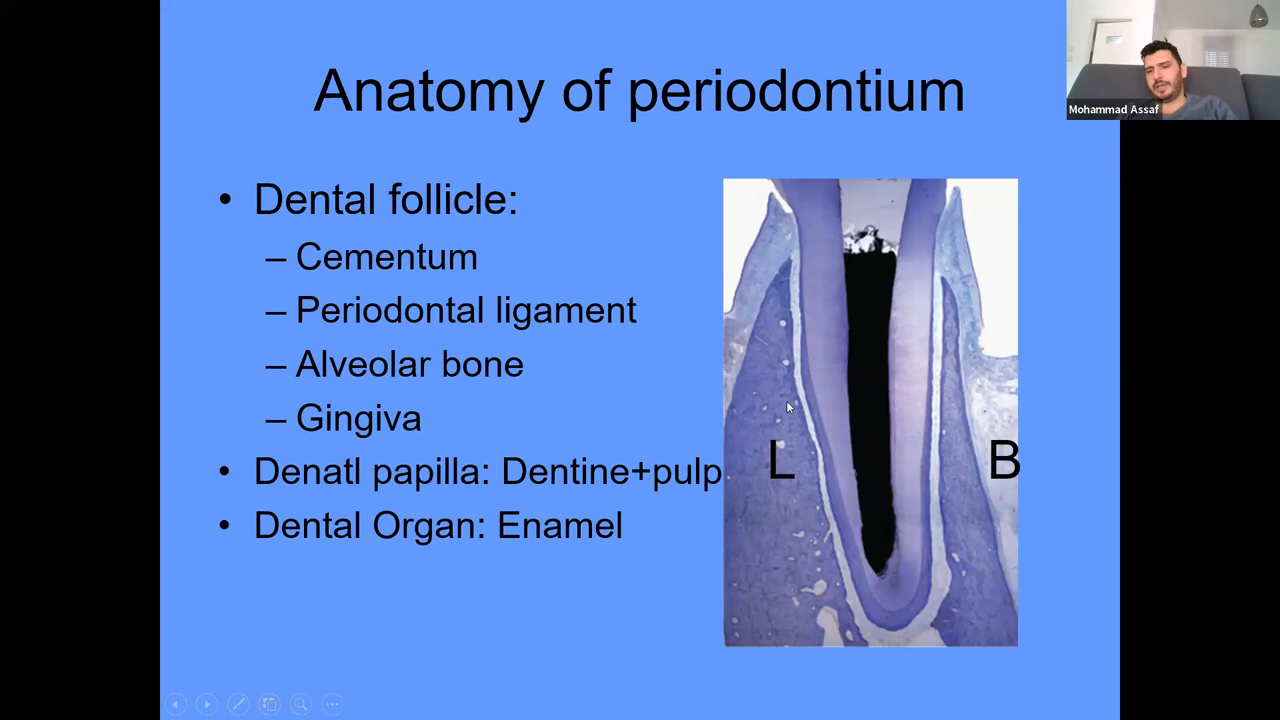 Anatomy of periodontium
Mohammad Assaf
• Dental follicle:
– Cementum
– Periodontal ligament
– Alveolar bone
– Gingiva
• Denatl papilla: Dentine+pulp
• Dental Organ: Enamel
L
B